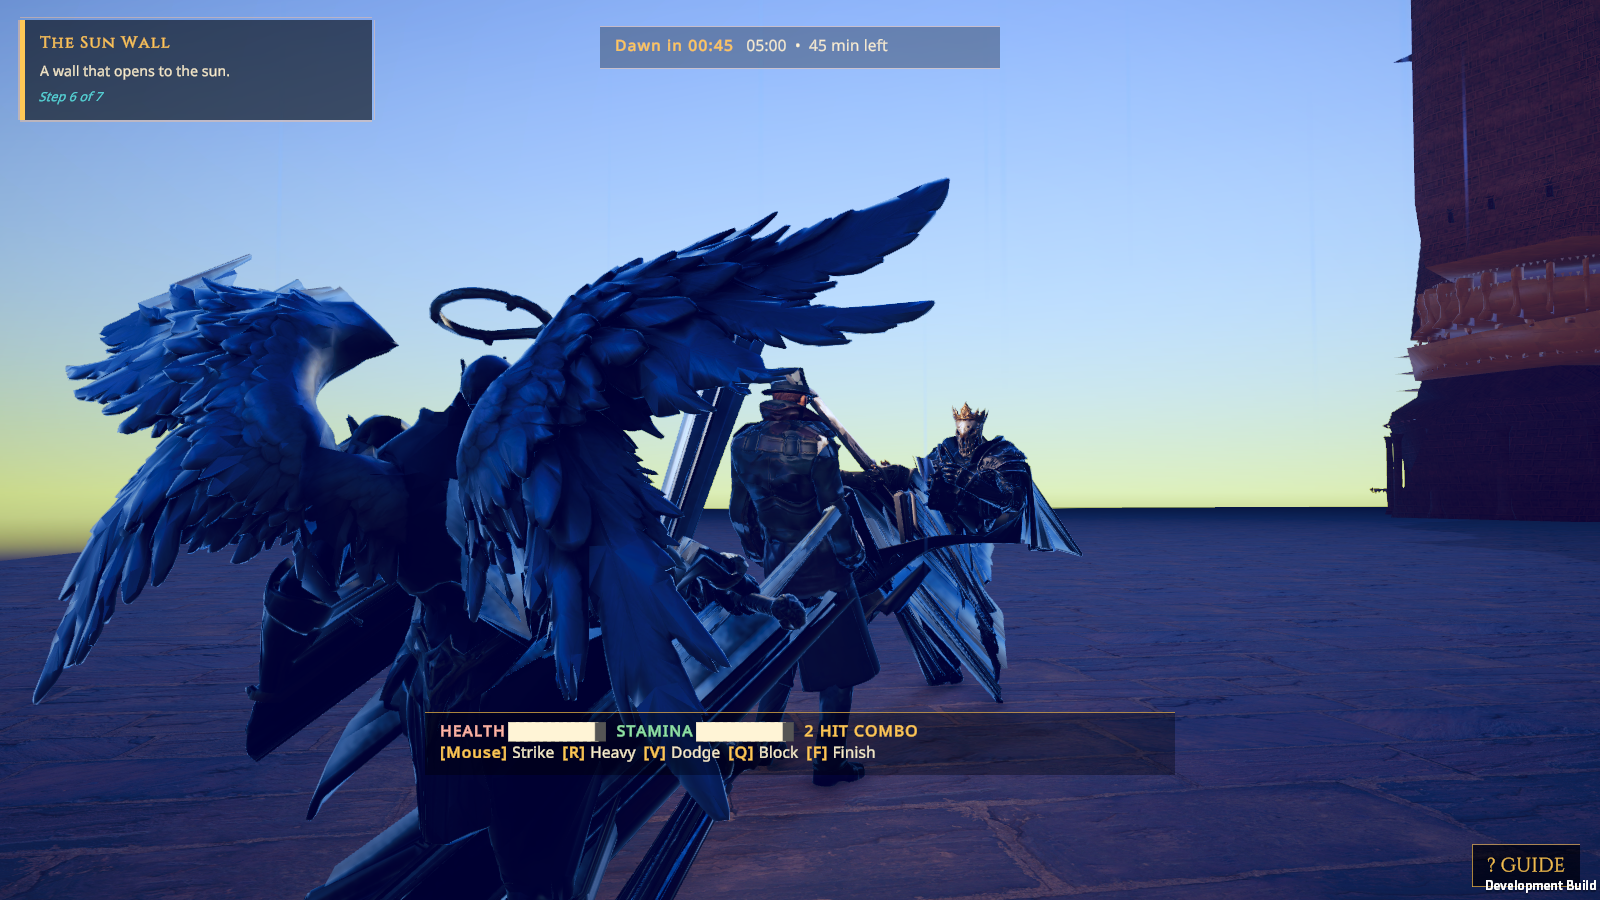 The Sun Wall
A wall that opens to the sun.
Step 6 of 7
Dawn in 00:45 05:00 • 45 min left
HEALTH STAMINA 2 HIT COMBO
[Mouse] Strike [R] Heavy [V] Dodge [Q] Block [F] Finish
? GUIDE
Development Build